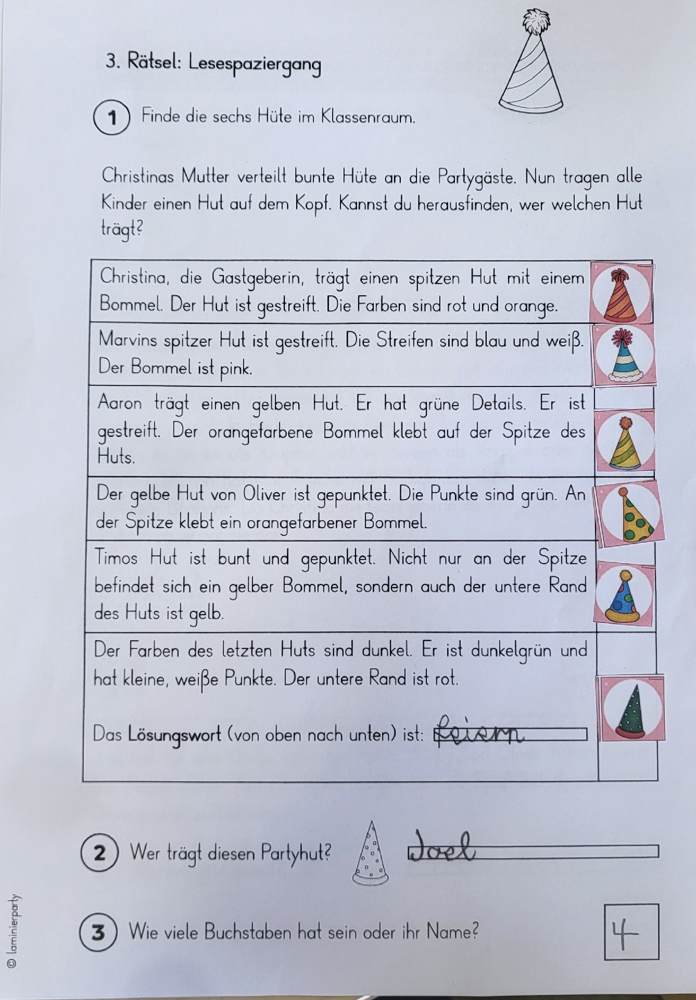 3. Rätsel: Lesespaziergang
1 Finde die sechs Hüte im Klassenraum.
Christinas Mutter verteilt bunte Hüte an die Partygäste. Nun tragen alle
Kinder einen Hut auf dem Kopf. Kannst du herausfinden, wer welchen Hut
trägt?
Christina, die Gastgeberin, trägt einen spitzen Hut mit einem
Bommel. Der Hut ist gestreift. Die Farben sind rot und orange.
Marvins spitzer Hut ist gestreift. Die Streifen sind blau und weiß.
Der Bommel ist pink.
Aaron trägt einen gelben Hut. Er hat grüne Details. Er ist
gestreift. Der orangefarbene Bommel klebt auf der Spitze des
Huts.
Der gelbe Hut von Oliver ist gepunktet. Die Punkte sind grün. An
der Spitze klebt ein orangefarbener Bommel.
Timos Hut ist bunt und gepunktet. Nicht nur an der Spitze
befindet sich ein gelber Bommel, sondern auch der untere Rand
des Huts ist gelb.
Der Farben des letzten Huts sind dunkel. Er ist dunkelgrün und
hat kleine, weiße Punkte. Der untere Rand ist rot.
Das Lösungswort (von oben nach unten) ist: feiern
2 Wer trägt diesen Partyhut? Joel
3 Wie viele Buchstaben hat sein oder ihr Name? 4
© laminierparty